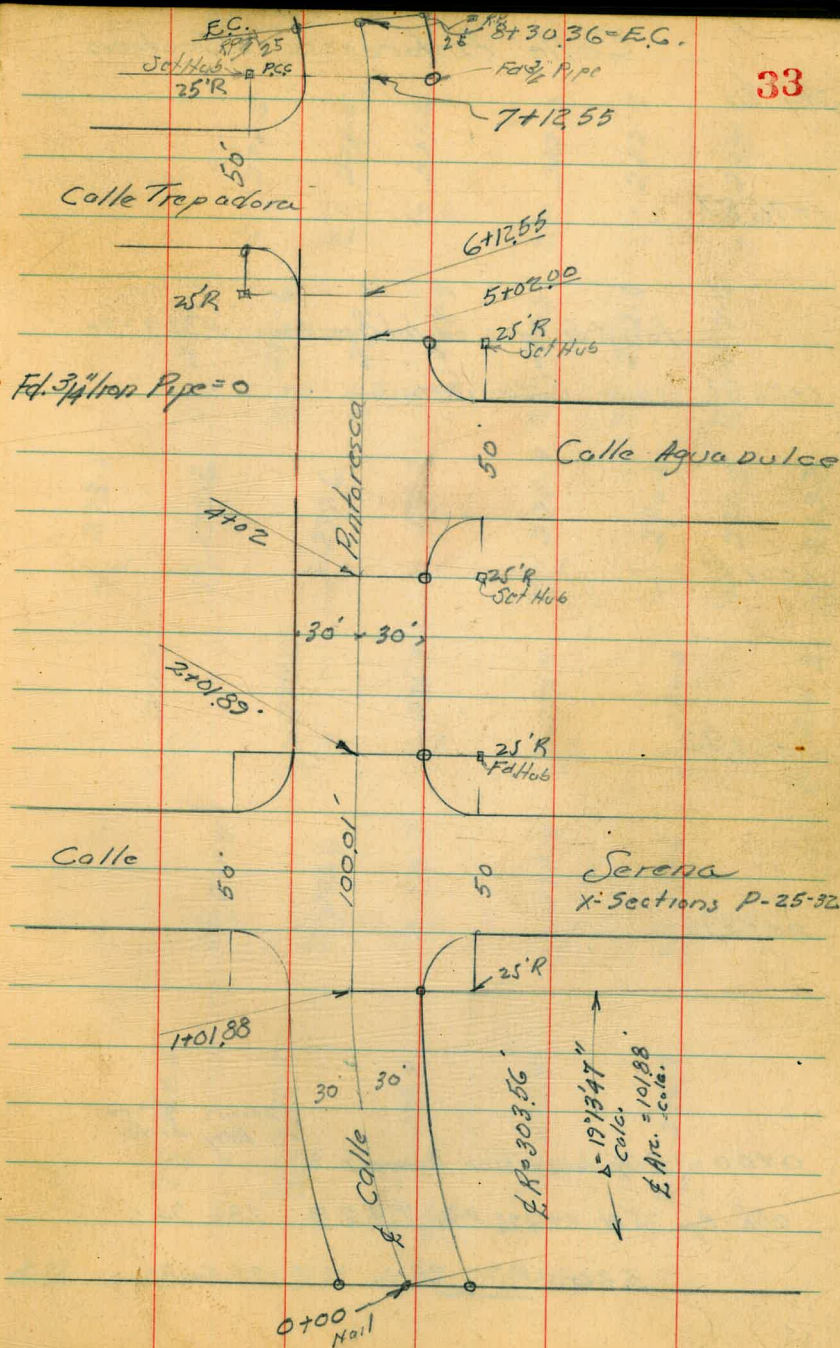 33
E.C.
8+30.36=E.C.
RP 25
25
Set Hub P.C.C.
25'R
Fd 3/4 Pipe
7+12.55
50'
Calle Trepadora
6+12.55
5+02.00
25'R
25'R
Set Hub
Fd. 3/4" Iron Pipe = o
Pintoresca
50'
Calle Agua Dulce
4+02
25'R
Set Hub
30' 30'
2+01.89
25'R
Fd. Hub
100.01'
Calle
50'
50
Serena
X-Sections P-25-32
25'R
1+01.88
30' 30'
℄ Calle
℄ R=303.56'
Δ=19°13'47"
Calc.
℄ Arc. =101.88'
calc.
0+00
Nail